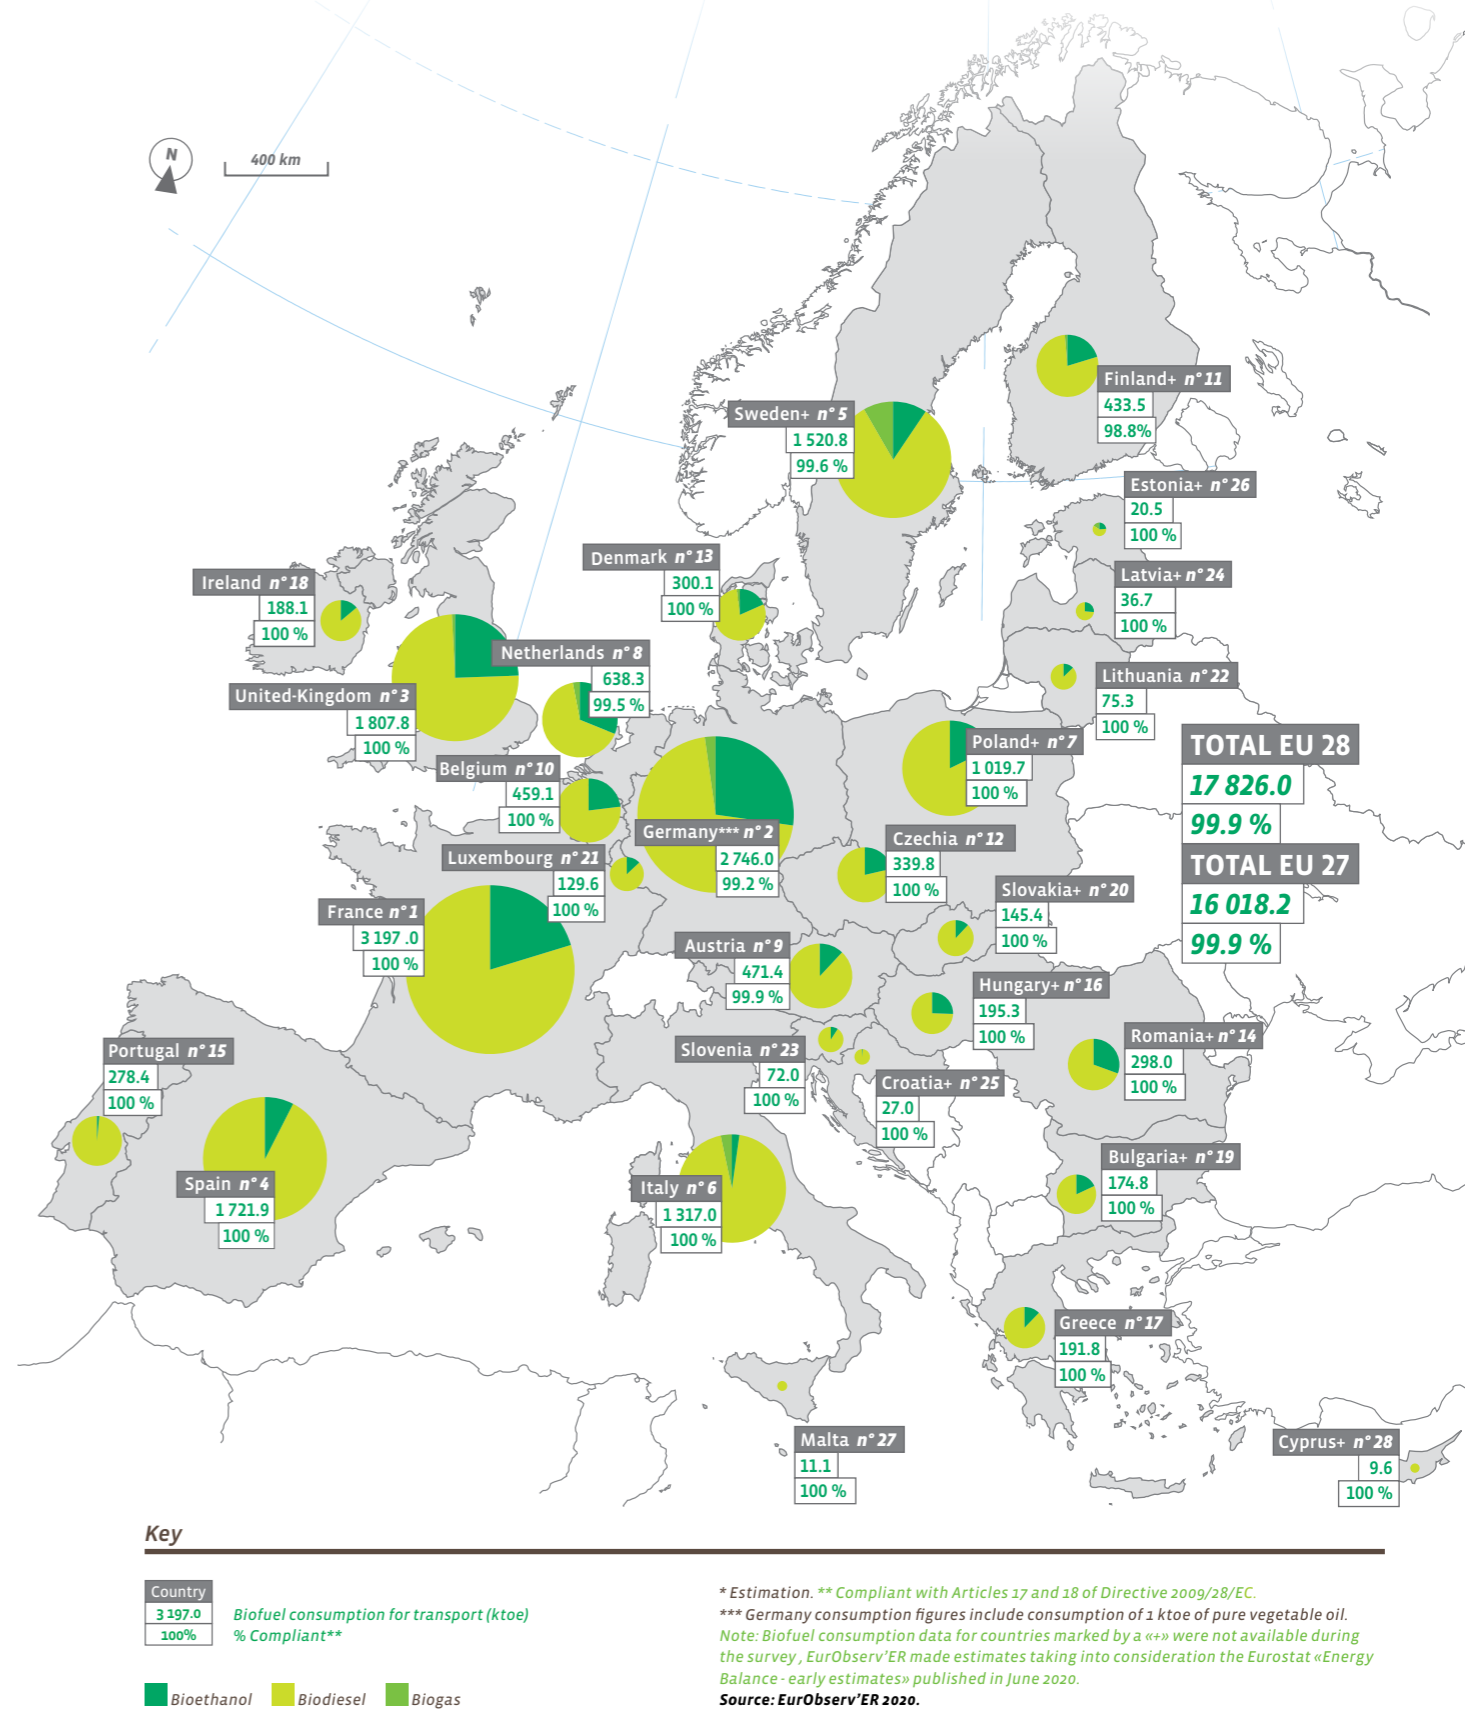 N
400 km
Finland+ n°11
433.5
98.8%
Sweden+ n°5
1 520.8
99.6 %
Estonia+ n°26
20.5
100 %
Denmark n°13
300.1
100 %
Latvia+ n°24
36.7
100 %
Ireland n°18
188.1
100 %
Netherlands n°8
638.3
99.5 %
Lithuania n°22
75.3
100 %
United-Kingdom n°3
1 807.8
100 %
Poland+ n°7
1 019.7
100 %
TOTAL EU 28
17 826.0
99.9 %
TOTAL EU 27
16 018.2
99.9 %
Belgium n°10
459.1
100 %
Germany*** n°2
2 746.0
99.2 %
Czechia n°12
339.8
100 %
Luxembourg n°21
129.6
100 %
Slovakia+ n°20
145.4
100 %
France n°1
3 197 .0
100 %
Austria n°9
471.4
99.9 %
Hungary+ n°16
195.3
100 %
Portugal n°15
278.4
100 %
Slovenia n°23
72.0
100 %
Romania+ n°14
298.0
100 %
Croatia+ n°25
27.0
100 %
Spain n°4
1 721.9
100 %
Italy n°6
1 317.0
100 %
Bulgaria+ n°19
174.8
100 %
Greece n°17
191.8
100 %
Malta n°27
11.1
100 %
Cyprus+ n°28
9.6
100 %
Key
Country
3 197.0 Biofuel consumption for transport (ktoe)
100% % Compliant**
Bioethanol Biodiesel Biogas
* Estimation. ** Compliant with Articles 17 and 18 of Directive 2009/28/EC.
*** Germany consumption figures include consumption of 1 ktoe of pure vegetable oil.
Note: Biofuel consumption data for countries marked by a «+» were not available during
the survey , EurObserv’ER made estimates taking into consideration the Eurostat «Energy
Balance - early estimates» published in June 2020.
Source: EurObserv’ER 2020.